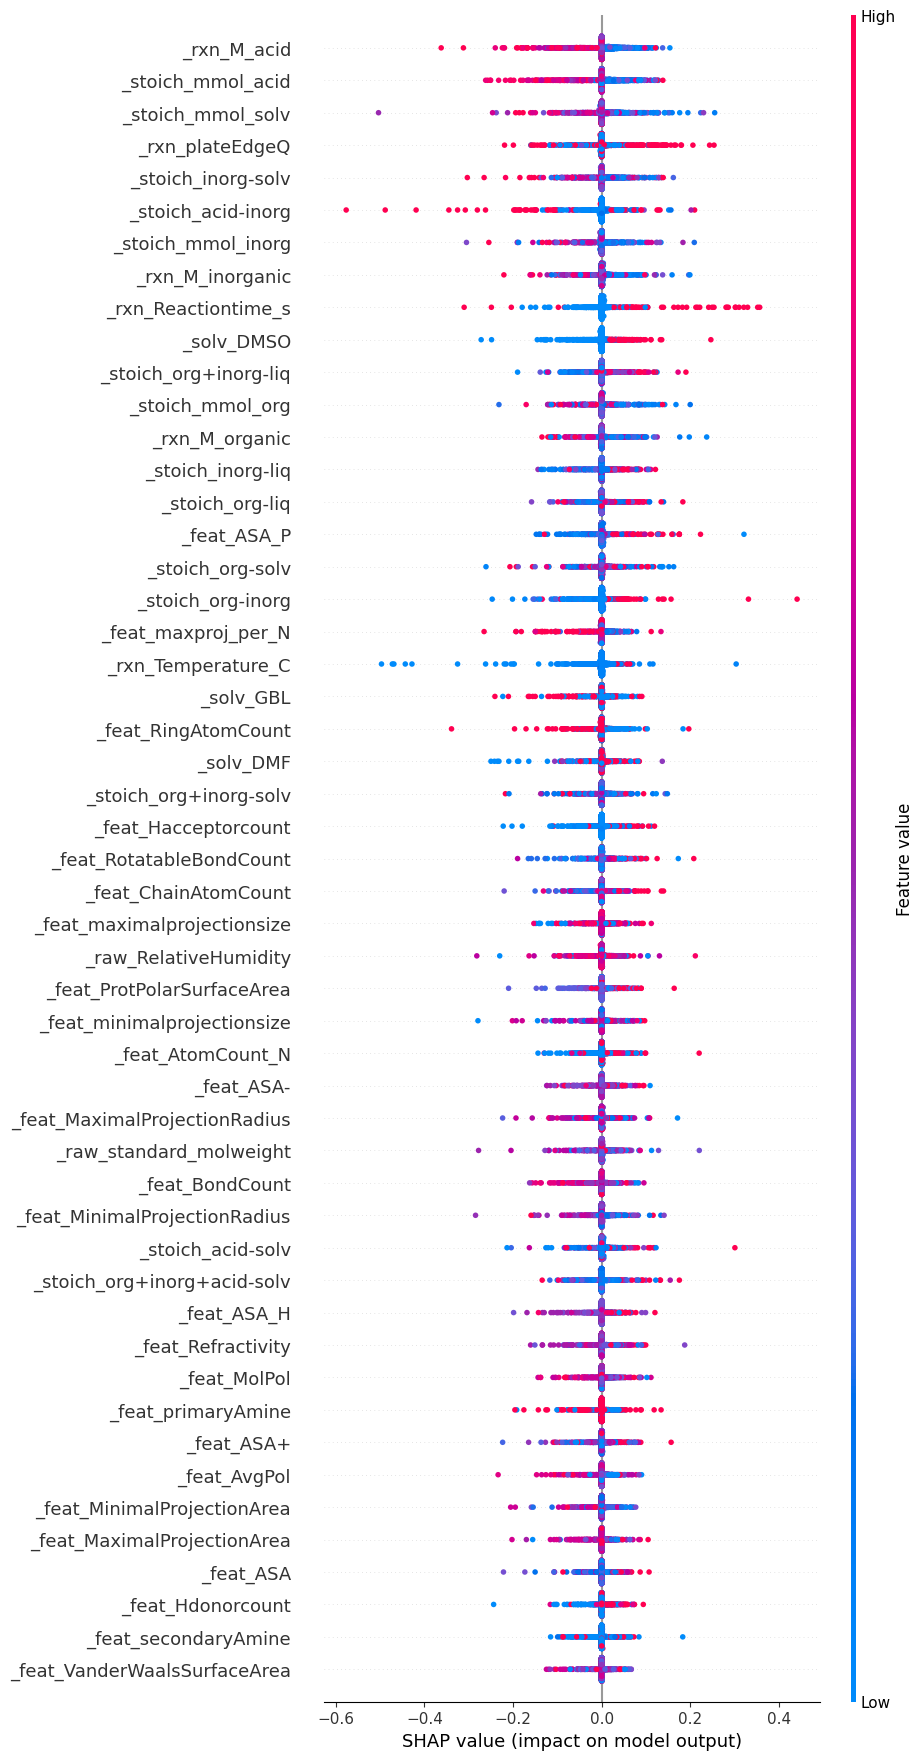 High
_rxn_M_acid
_stoich_mmol_acid
_stoich_mmol_solv
_rxn_plateEdgeQ
_stoich_inorg-solv
_stoich_acid-inorg
_stoich_mmol_inorg
_rxn_M_inorganic
_rxn_Reactiontime_s
_solv_DMSO
_stoich_org+inorg-liq
_stoich_mmol_org
_rxn_M_organic
_stoich_inorg-liq
_stoich_org-liq
_feat_ASA_P
_stoich_org-solv
_stoich_org-inorg
_feat_maxproj_per_N
_rxn_Temperature_C
_solv_GBL
_feat_RingAtomCount
_solv_DMF
_stoich_org+inorg-solv
_feat_Hacceptorcount
_feat_RotatableBondCount
_feat_ChainAtomCount
_feat_maximalprojectionsize
_raw_RelativeHumidity
_feat_ProtPolarSurfaceArea
_feat_minimalprojectionsize
_feat_AtomCount_N
_feat_ASA-
_feat_MaximalProjectionRadius
_raw_standard_molweight
_feat_BondCount
_feat_MinimalProjectionRadius
_stoich_acid-solv
_stoich_org+inorg+acid-solv
_feat_ASA_H
_feat_Refractivity
_feat_MolPol
_feat_primaryAmine
_feat_ASA+
_feat_AvgPol
_feat_MinimalProjectionArea
_feat_MaximalProjectionArea
_feat_ASA
_feat_Hdonorcount
_feat_secondaryAmine
_feat_VanderWaalsSurfaceArea
Feature value
Low
−0.6 −0.4 −0.2 0.0 0.2 0.4
SHAP value (impact on model output)